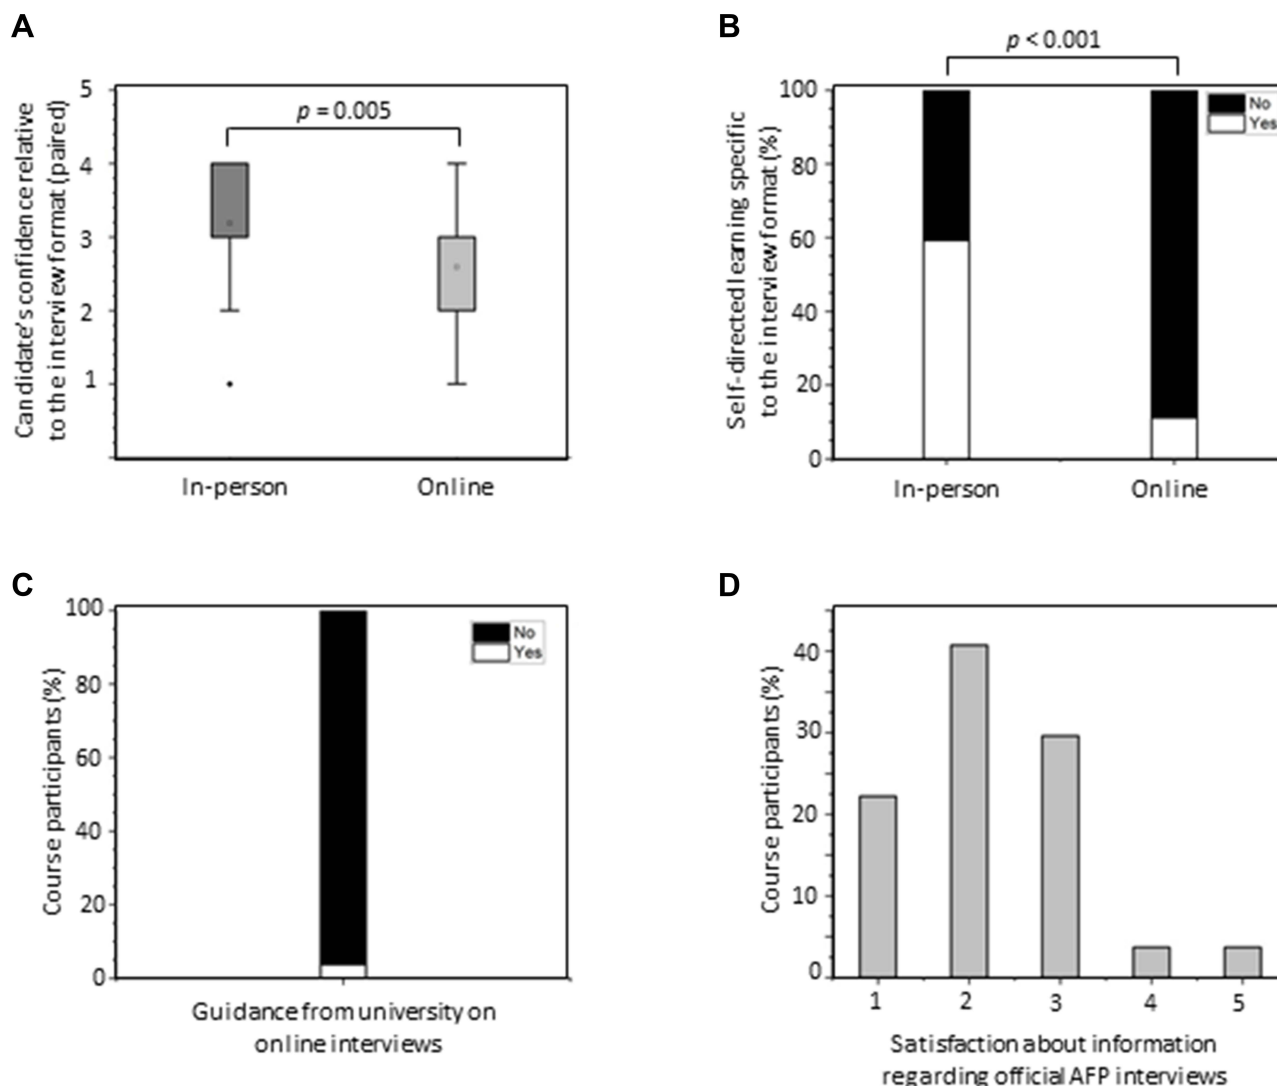 A
p = 0.005
Candidate's confidence relative
to the interview format (paired)
5
4
3
2
1
In-person
Online
B
p < 0.001
Self-directed learning specific
to the interview format (%)
100
80
60
40
20
0
No
Yes
In-person
Online
C
Course participants (%)
100
80
60
40
20
0
No
Yes
Guidance from university on
online interviews
D
Course participants (%)
40
30
20
10
0
1
2
3
4
5
Satisfaction about information
regarding official AFP interviews